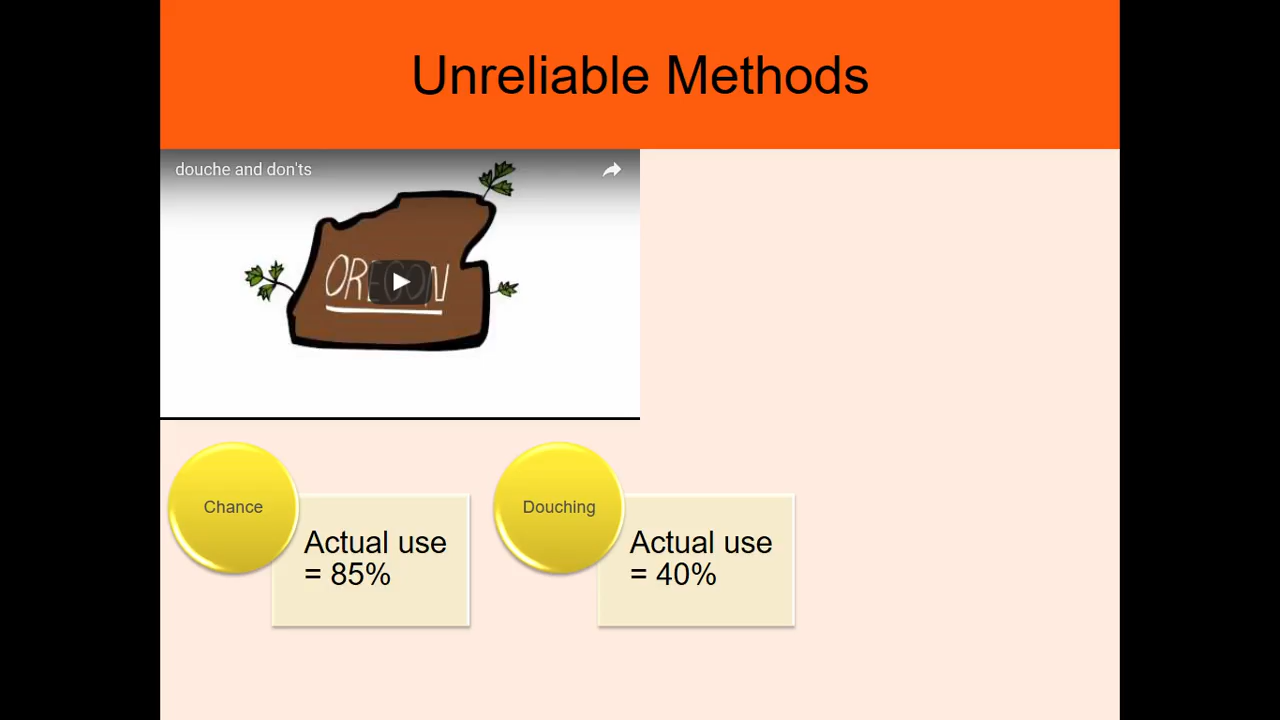 Unreliable Methods
douche and don'ts
OREGON
Chance
Actual use
= 85%
Douching
Actual use
= 40%